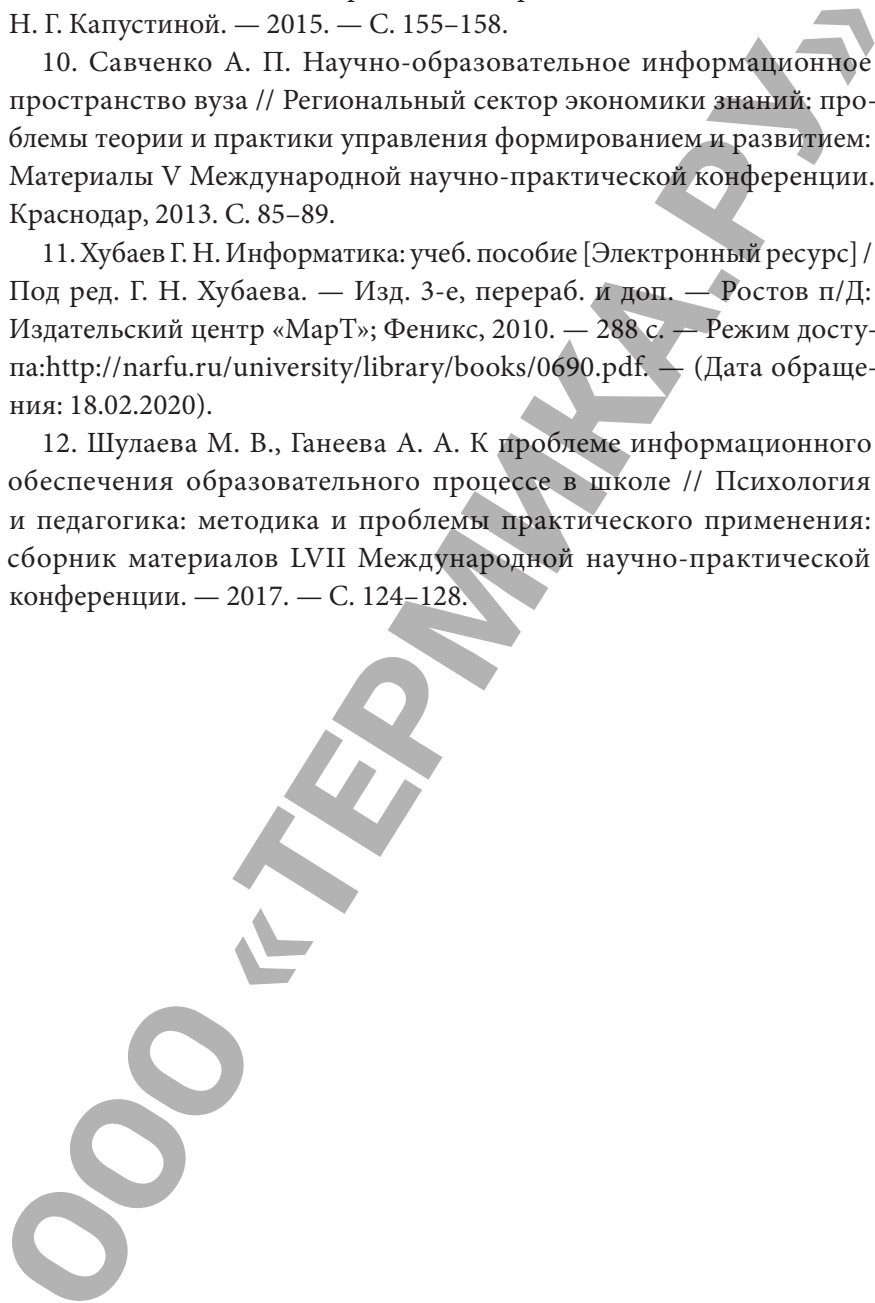 Н. Г. Капустиной. — 2015. — С. 155–158.
10. Савченко А. П. Научно-образовательное информационное
пространство вуза // Региональный сектор экономики знаний: про-
блемы теории и практики управления формированием и развитием:
Материалы V Международной научно-практической конференции.
Краснодар, 2013. С. 85–89.
11. Хубаев Г. Н. Информатика: учеб. пособие [Электронный ресурс] /
Под ред. Г. Н. Хубаева. — Изд. 3-е, перераб. и доп. — Ростов п/Д:
Издательский центр «МарТ»; Феникс, 2010. — 288 с. — Режим досту-
па:http://narfu.ru/university/library/books/0690.pdf. — (Дата обраще-
ния: 18.02.2020).
12. Шулаева М. В., Ганеева А. А. К проблеме информационного
обеспечения образовательного процессе в школе // Психология
и педагогика: методика и проблемы практического применения:
сборник материалов LVII Международной научно-практической
конференции. — 2017. — С. 124–128.
ООО «ТЕРМИКА.РУ»